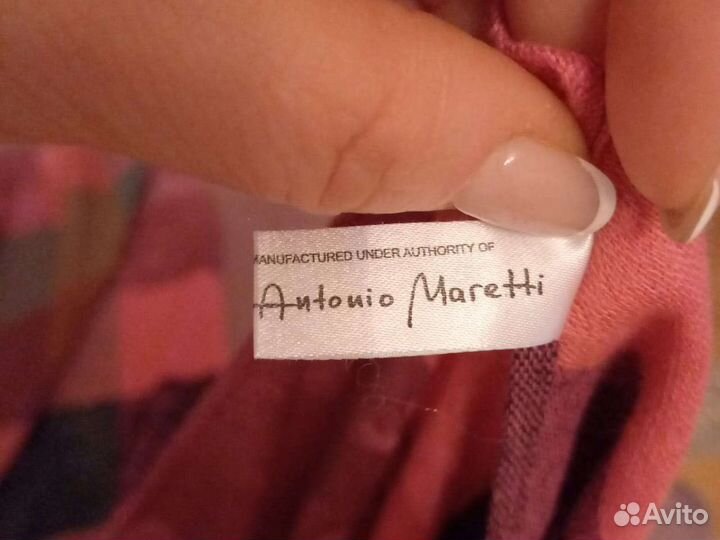 MANUFACTURED UNDER AUTHORITY OF
Antonio Maretti
Avito